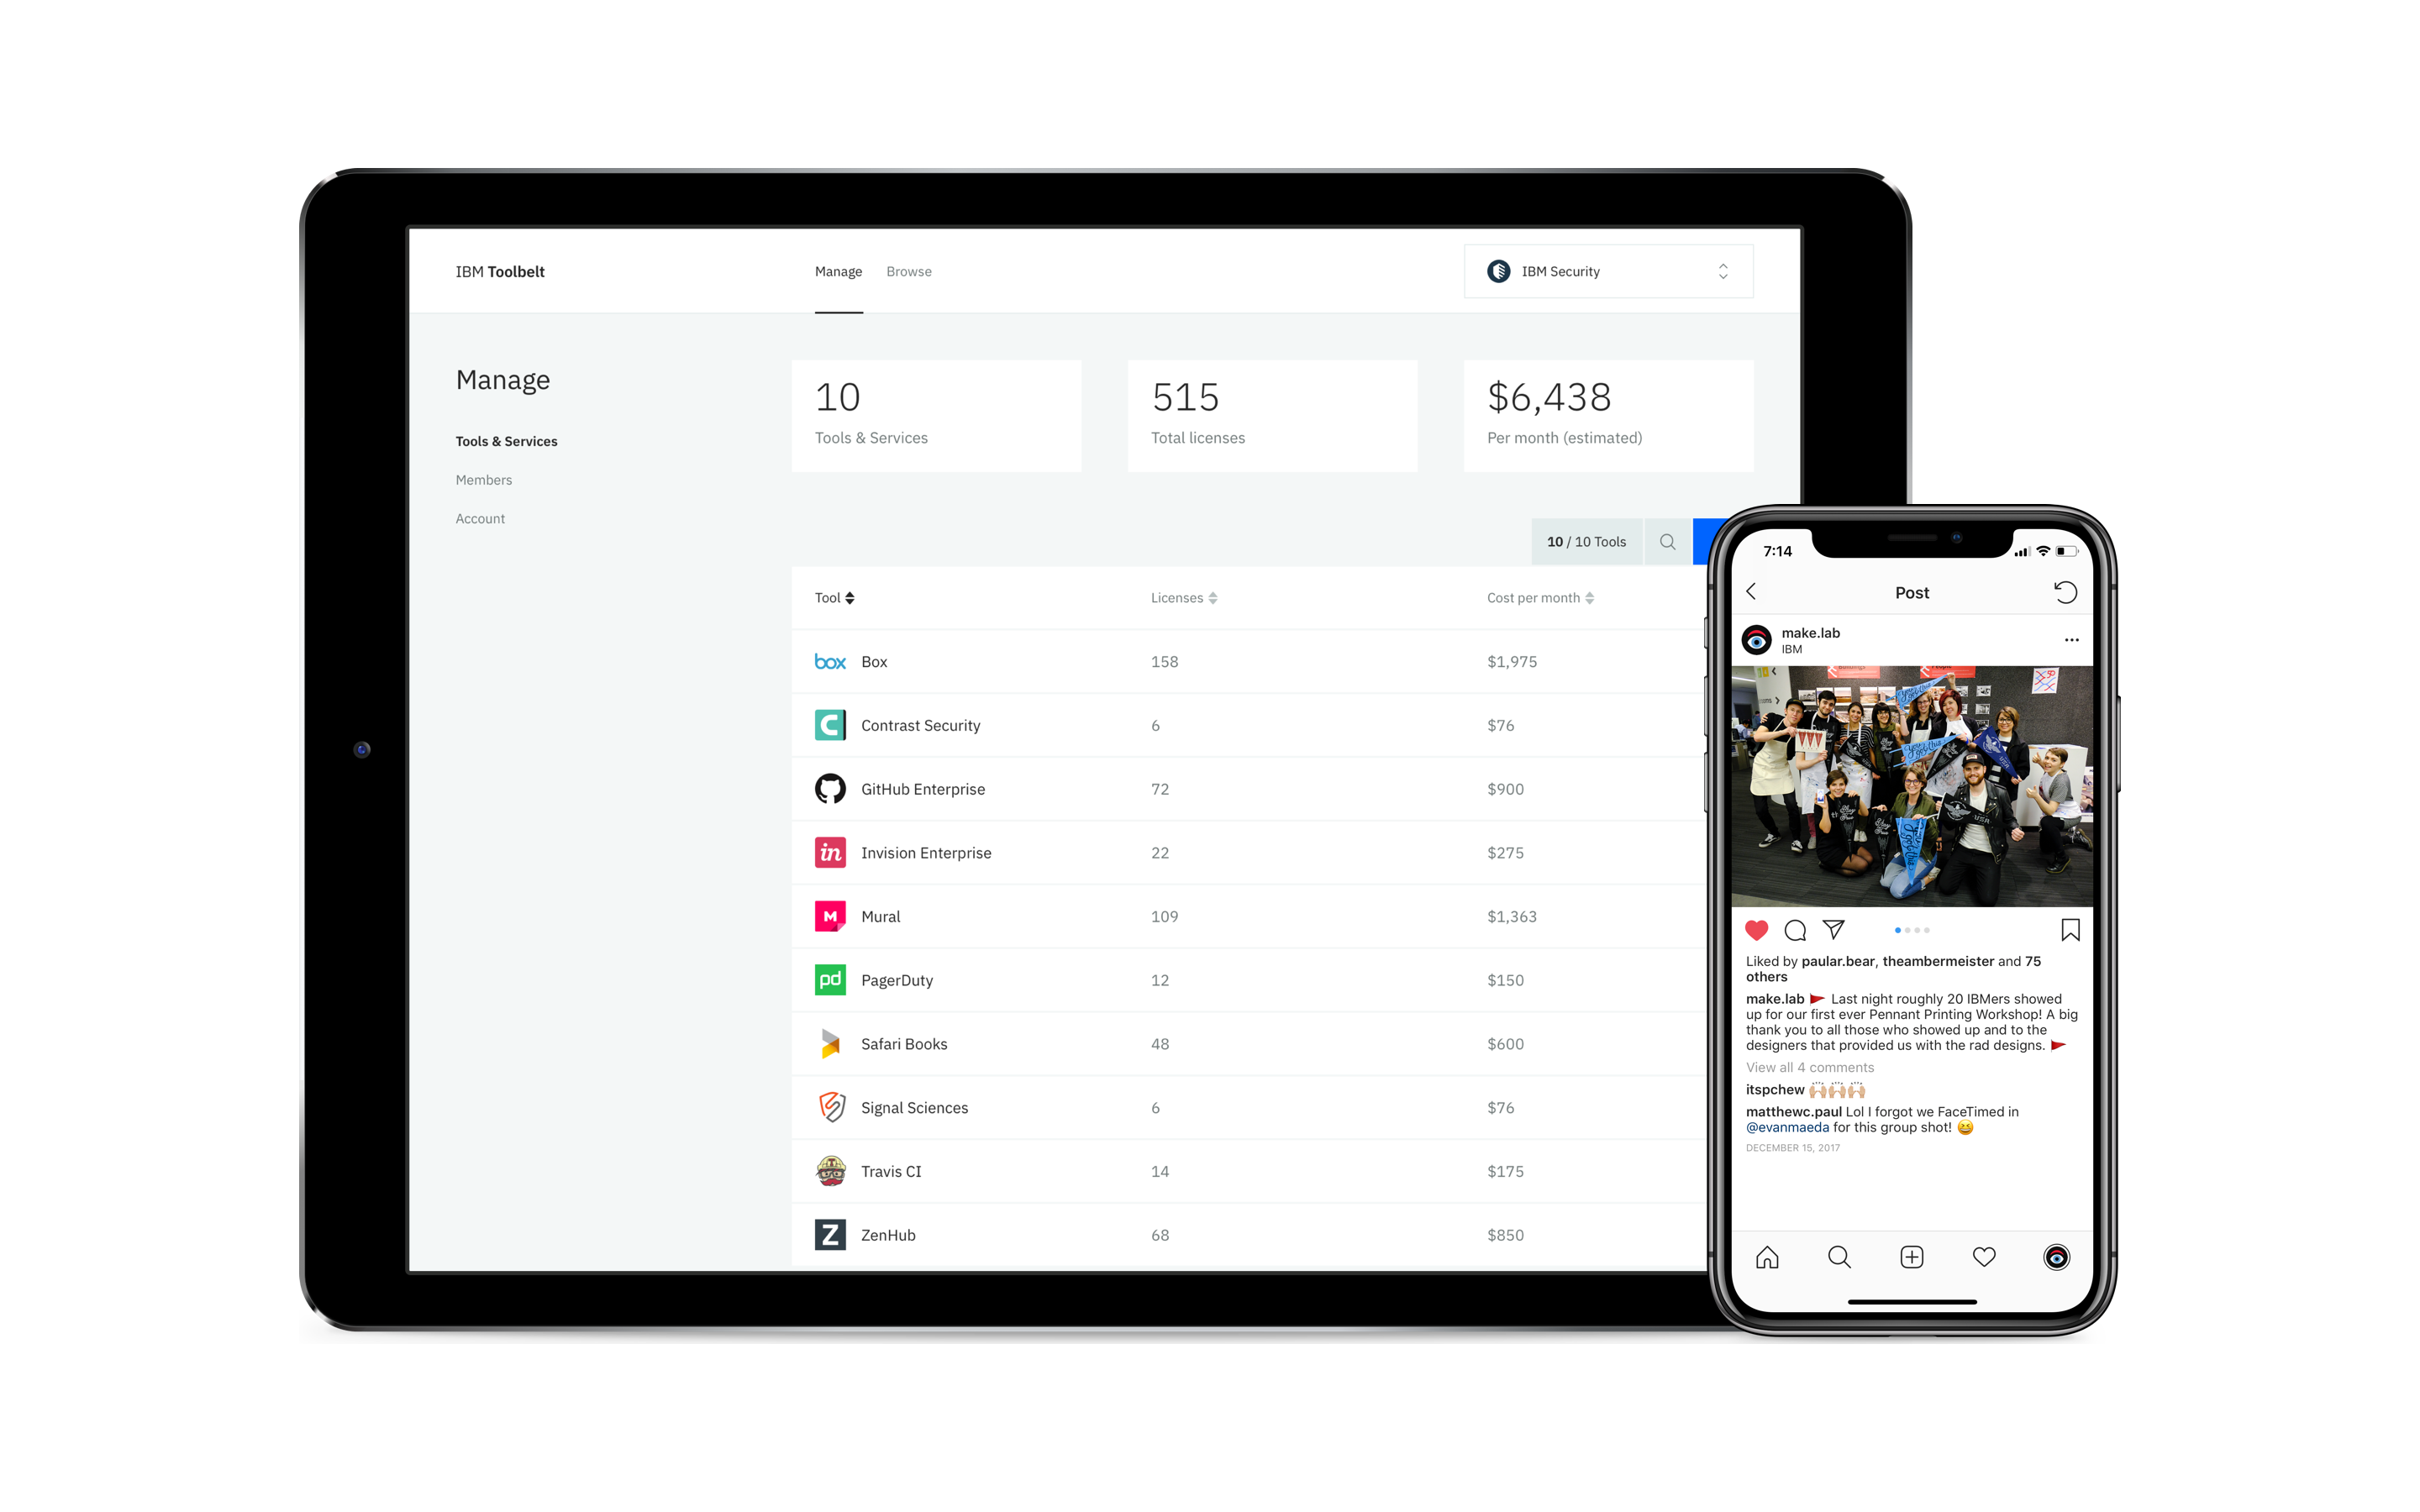 IBM Toolbelt
Manage
Browse
IBM Security
Manage
Tools & Services
Members
Account
10
Tools & Services
515
Total licenses
$6,438
Per month (estimated)
10 / 10 Tools
Tool
Licenses
Cost per month
box
Box
158
$1,975
C
Contrast Security
6
$76
GitHub Enterprise
72
$900
in
Invision Enterprise
22
$275
M
Mural
109
$1,363
pd
PagerDuty
12
$150
Safari Books
48
$600
Signal Sciences
6
$76
Travis CI
14
$175
Z
ZenHub
68
$850
7:14
Post
make.lab
IBM
USA
Liked by paular.bear, theambermeister and 75
others
make.lab 🚩 Last night roughly 20 IBMers showed
up for our first ever Pennant Printing Workshop! A big
thank you to all those who showed up and to the
designers that provided us with the rad designs. 🚩
View all 4 comments
itspchew 🙌🏼🙌🏼🙌🏼
matthewc.paul Lol I forgot we FaceTimed in
@evanmaeda for this group shot! 😆
DECEMBER 15, 2017